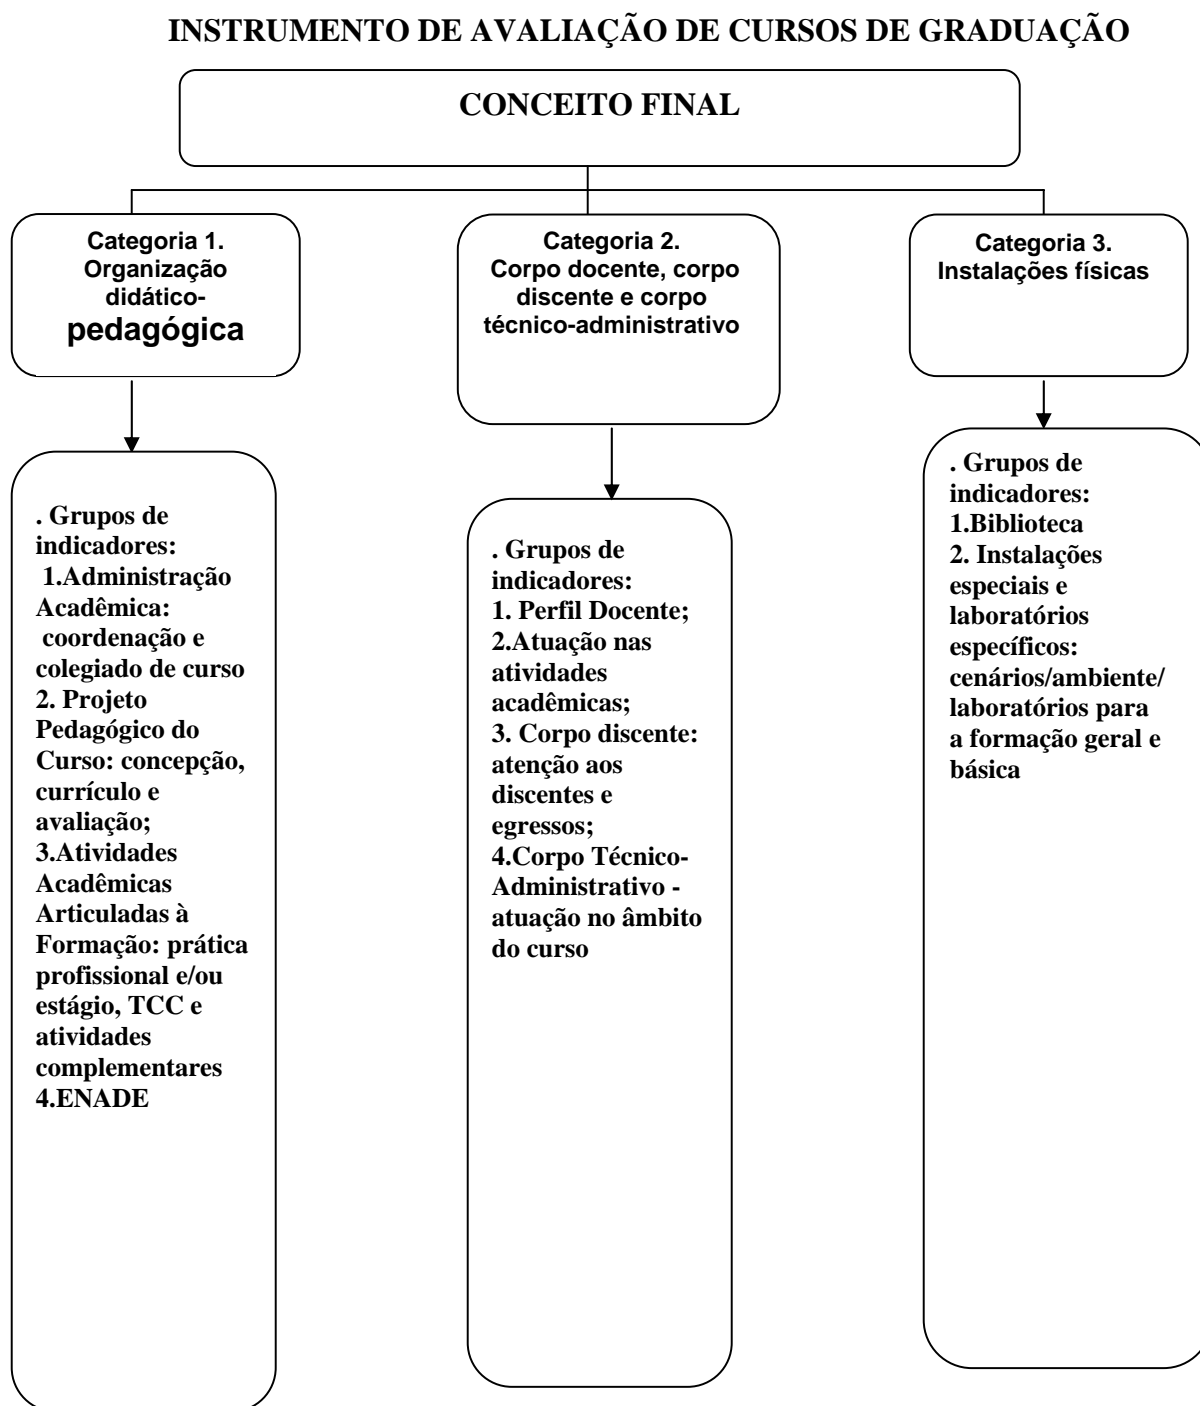 INSTRUMENTO DE AVALIAÇÃO DE CURSOS DE GRADUAÇÃO
CONCEITO FINAL
Categoria 1.
Organização
didático-
pedagógica
Categoria 2.
Corpo docente, corpo
discente e corpo
técnico-administrativo
Categoria 3.
Instalações físicas
. Grupos de
indicadores:
1.Administração
Acadêmica:
coordenação e
colegiado de curso
2. Projeto
Pedagógico do
Curso: concepção,
currículo e
avaliação;
3.Atividades
Acadêmicas
Articuladas à
Formação: prática
profissional e/ou
estágio, TCC e
atividades
complementares
4.ENADE
. Grupos de
indicadores:
1. Perfil Docente;
2.Atuação nas
atividades
acadêmicas;
3. Corpo discente:
atenção aos
discentes e
egressos;
4.Corpo Técnico-
Administrativo -
atuação no âmbito
do curso
. Grupos de
indicadores:
1.Biblioteca
2. Instalações
especiais e
laboratórios
específicos:
cenários/ambiente/
laboratórios para
a formação geral e
básica